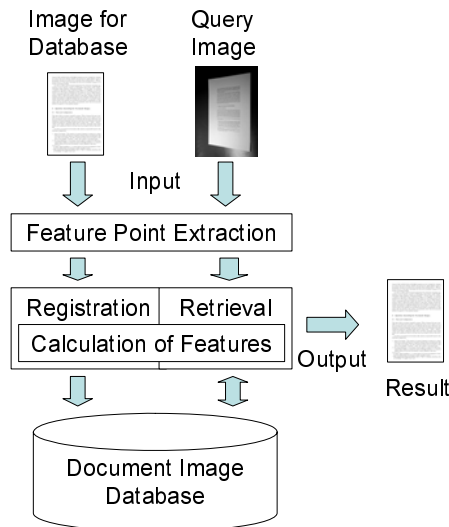 Image for
Database
Query
Image
Input
Feature Point Extraction
Registration
Retrieval
Calculation of Features
Output
Result
Document Image
Database